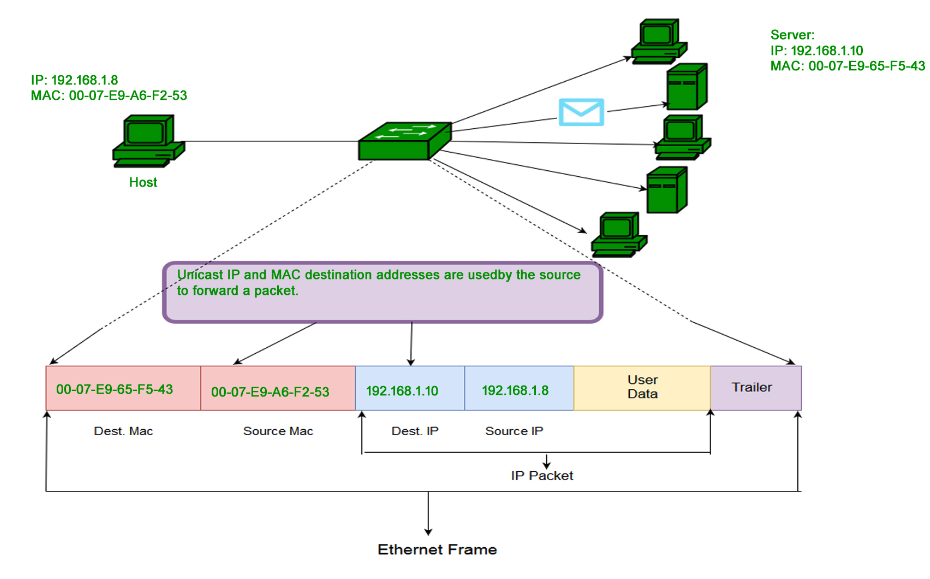 Server:
IP: 192.168.1.10
MAC: 00-07-E9-65-F5-43
IP: 192.168.1.8
MAC: 00-07-E9-A6-F2-53
Host
Unicast IP and MAC destination addresses are usedby the source
to forward a packet.
00-07-E9-65-F5-43
00-07-E9-A6-F2-53
192.168.1.10
192.168.1.8
User
Data
Trailer
Dest. Mac
Source Mac
Dest. IP
Source IP
IP Packet
Ethernet Frame